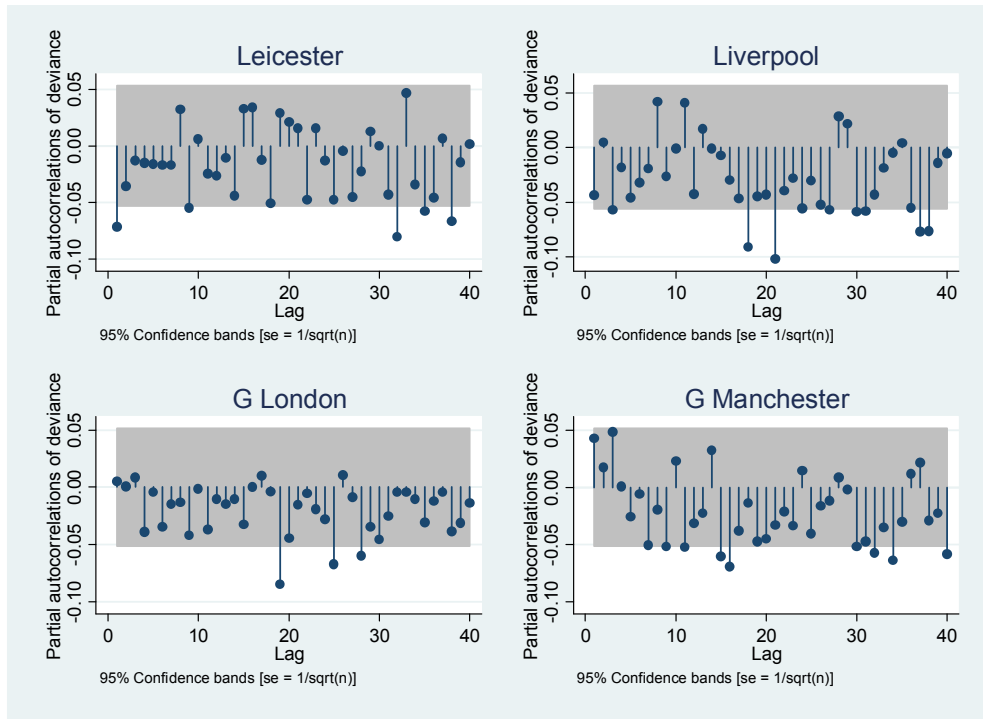 Leicester
Partial autocorrelations of deviance
0.05
0.00
-0.05
-0.10
0 10 20 30 40
Lag
95% Confidence bands [se = 1/sqrt(n)]
Liverpool
Partial autocorrelations of deviance
0.05
0.00
-0.05
-0.10
0 10 20 30 40
Lag
95% Confidence bands [se = 1/sqrt(n)]
G London
Partial autocorrelations of deviance
0.05
0.00
-0.05
-0.10
0 10 20 30 40
Lag
95% Confidence bands [se = 1/sqrt(n)]
G Manchester
Partial autocorrelations of deviance
0.05
0.00
-0.05
-0.10
0 10 20 30 40
Lag
95% Confidence bands [se = 1/sqrt(n)]